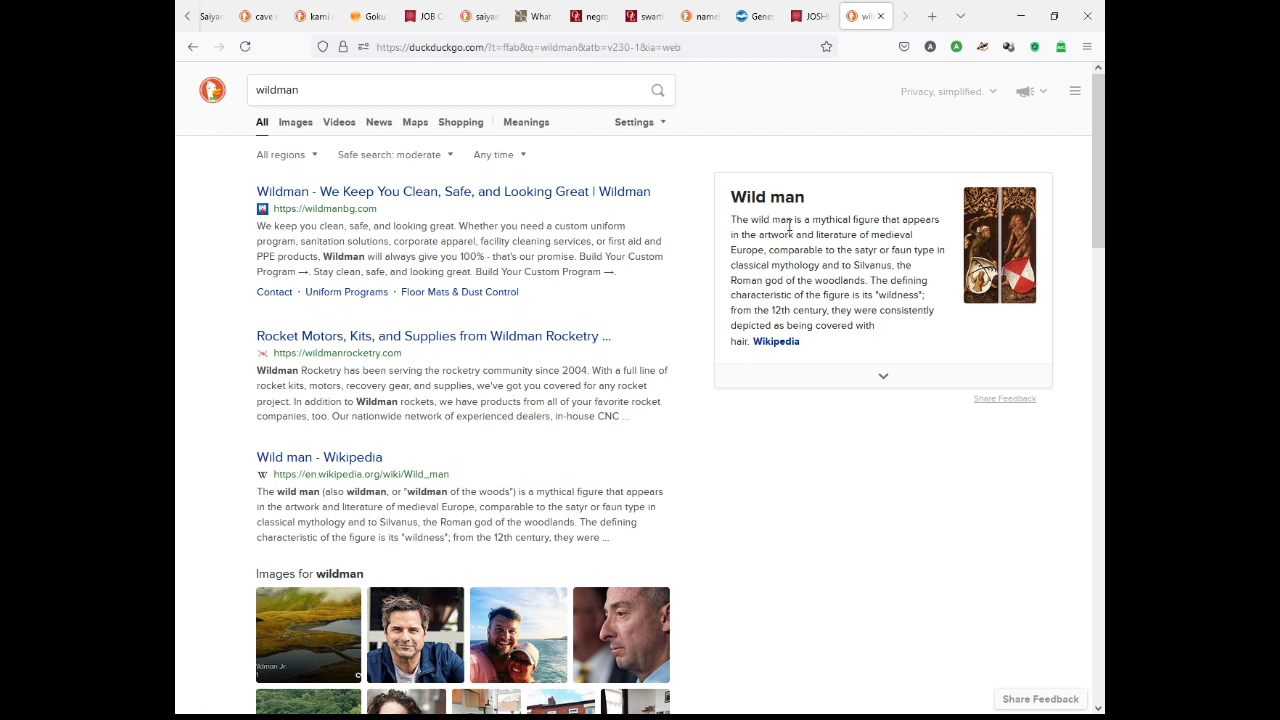 Saiyar
cave r
kami
Goku
JOB C
saiyan
What
negro
swart
namel
Genes
JOSHI
wil
https://duckduckgo.com/?t=ffab&q=wildman&atb=v230-1&ia=web
wildman
Privacy, simplified.
All Images Videos News Maps Shopping Meanings Settings
All regions Safe search: moderate Any time
Wildman - We Keep You Clean, Safe, and Looking Great | Wildman
https://wildmanbg.com
We keep you clean, safe, and looking great. Whether you need a custom uniform
program, sanitation solutions, corporate apparel, facility cleaning services, or first aid and
PPE products, Wildman will always give you 100% - that's our promise. Build Your Custom
Program →. Stay clean, safe, and looking great. Build Your Custom Program →.
Contact · Uniform Programs · Floor Mats & Dust Control
Rocket Motors, Kits, and Supplies from Wildman Rocketry ...
https://wildmanrocketry.com
Wildman Rocketry has been serving the rocketry community since 2004. With a full line of
rocket kits, motors, recovery gear, and supplies, we've got you covered for any rocket
project. In addition to Wildman rockets, we have products from all of your favorite rocket
companies, too. Our nationwide network of experienced dealers, in-house CNC ...
Wild man - Wikipedia
W https://en.wikipedia.org/wiki/Wild_man
The wild man (also wildman, or "wildman of the woods") is a mythical figure that appears
in the artwork and literature of medieval Europe, comparable to the satyr or faun type in
classical mythology and to Silvanus, the Roman god of the woodlands. The defining
characteristic of the figure is its "wildness"; from the 12th century, they were ...
Images for wildman
ildman Jr.
Wild man
The wild man is a mythical figure that appears
in the artwork and literature of medieval
Europe, comparable to the satyr or faun type in
classical mythology and to Silvanus, the
Roman god of the woodlands. The defining
characteristic of the figure is its "wildness";
from the 12th century, they were consistently
depicted as being covered with
hair. Wikipedia
Share Feedback
Share Feedback